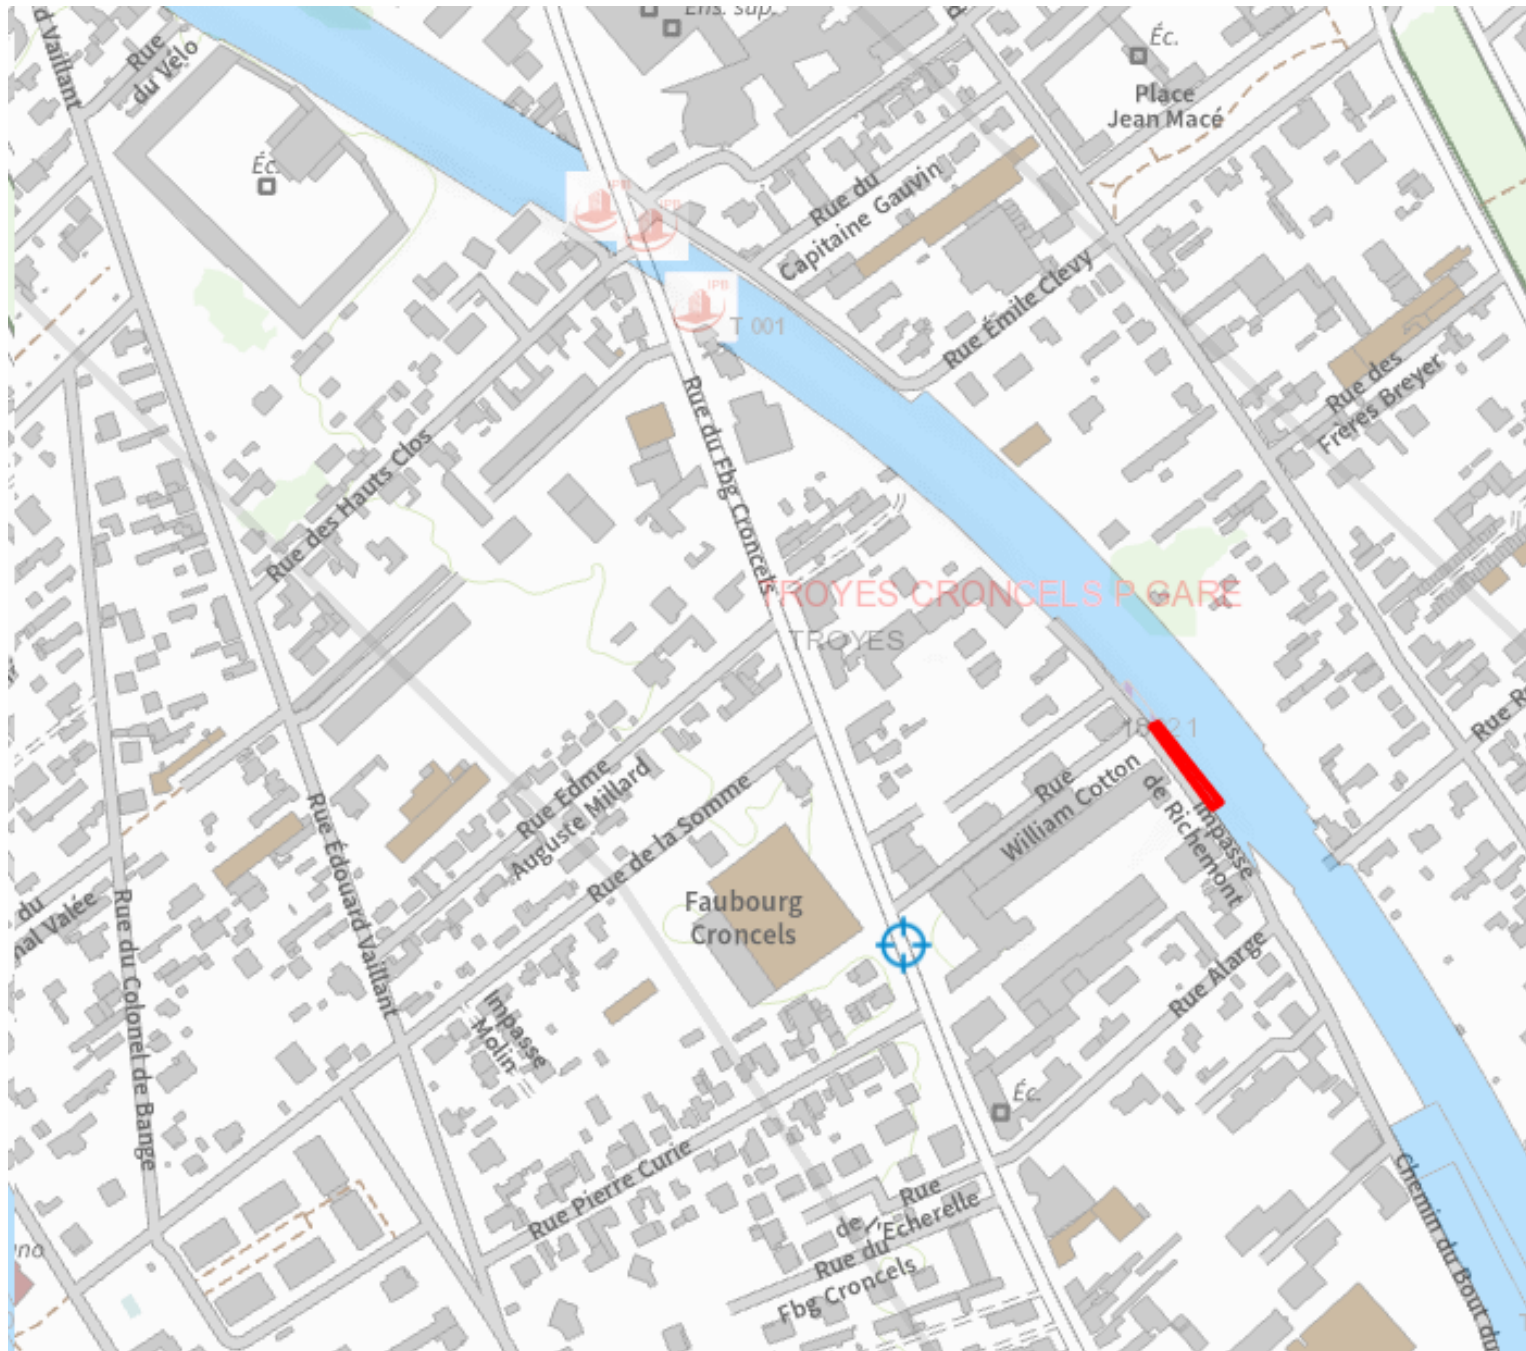 Ens. sup.
Éc.
Place
Jean Macé
d Vaillant
Rue
du Vélo
Éc.
IPB
IPB
IPB
T 001
Rue du
Capitaine Gauvin
Rue Émile Clevy
Rue des
Frères Breyer
Rue du Fbg Croncels
Rue des Hauts Clos
TROYES CRONCELS P GARE
TROYES
Rue Edme
Auguste Millard
Rue de la Somme
Rue
William Cotton
Impasse
de Richemont
Rue Édouard Vaillant
Faubourg
Croncels
du
nal Valée
Rue du Colonel de Bange
Impasse
Molin
Rue Alarge
Éc.
Rue Pierre Curie
Rue
de l'Echerelle
Rue du
Fbg Croncels
Chemin du Bout du